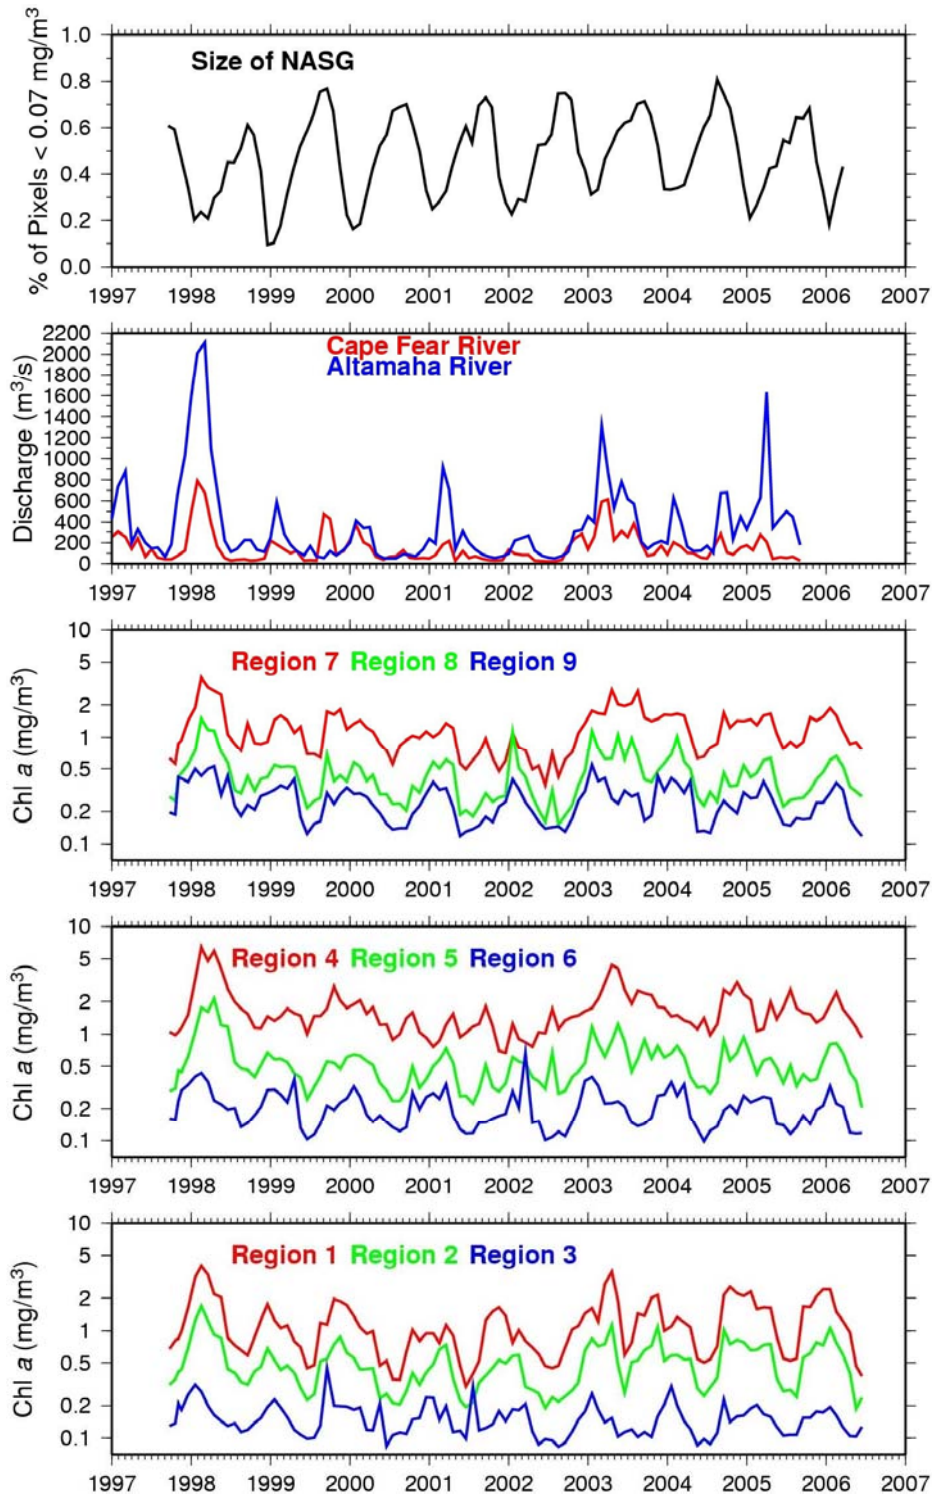 % of Pixels < 0.07 mg/m3
1.0
0.8
0.6
0.4
0.2
0.0
Size of NASG
1997 1998 1999 2000 2001 2002 2003 2004 2005 2006 2007
Discharge (m3/s)
2200
2000
1800
1600
1400
1200
1000
800
600
400
200
0
Cape Fear River
Altamaha River
1997 1998 1999 2000 2001 2002 2003 2004 2005 2006 2007
Chl a (mg/m3)
10
5
2
1
0.5
0.2
0.1
Region 7 Region 8 Region 9
1997 1998 1999 2000 2001 2002 2003 2004 2005 2006 2007
Chl a (mg/m3)
10
5
2
1
0.5
0.2
0.1
Region 4 Region 5 Region 6
1997 1998 1999 2000 2001 2002 2003 2004 2005 2006 2007
Chl a (mg/m3)
10
5
2
1
0.5
0.2
0.1
Region 1 Region 2 Region 3
1997 1998 1999 2000 2001 2002 2003 2004 2005 2006 2007